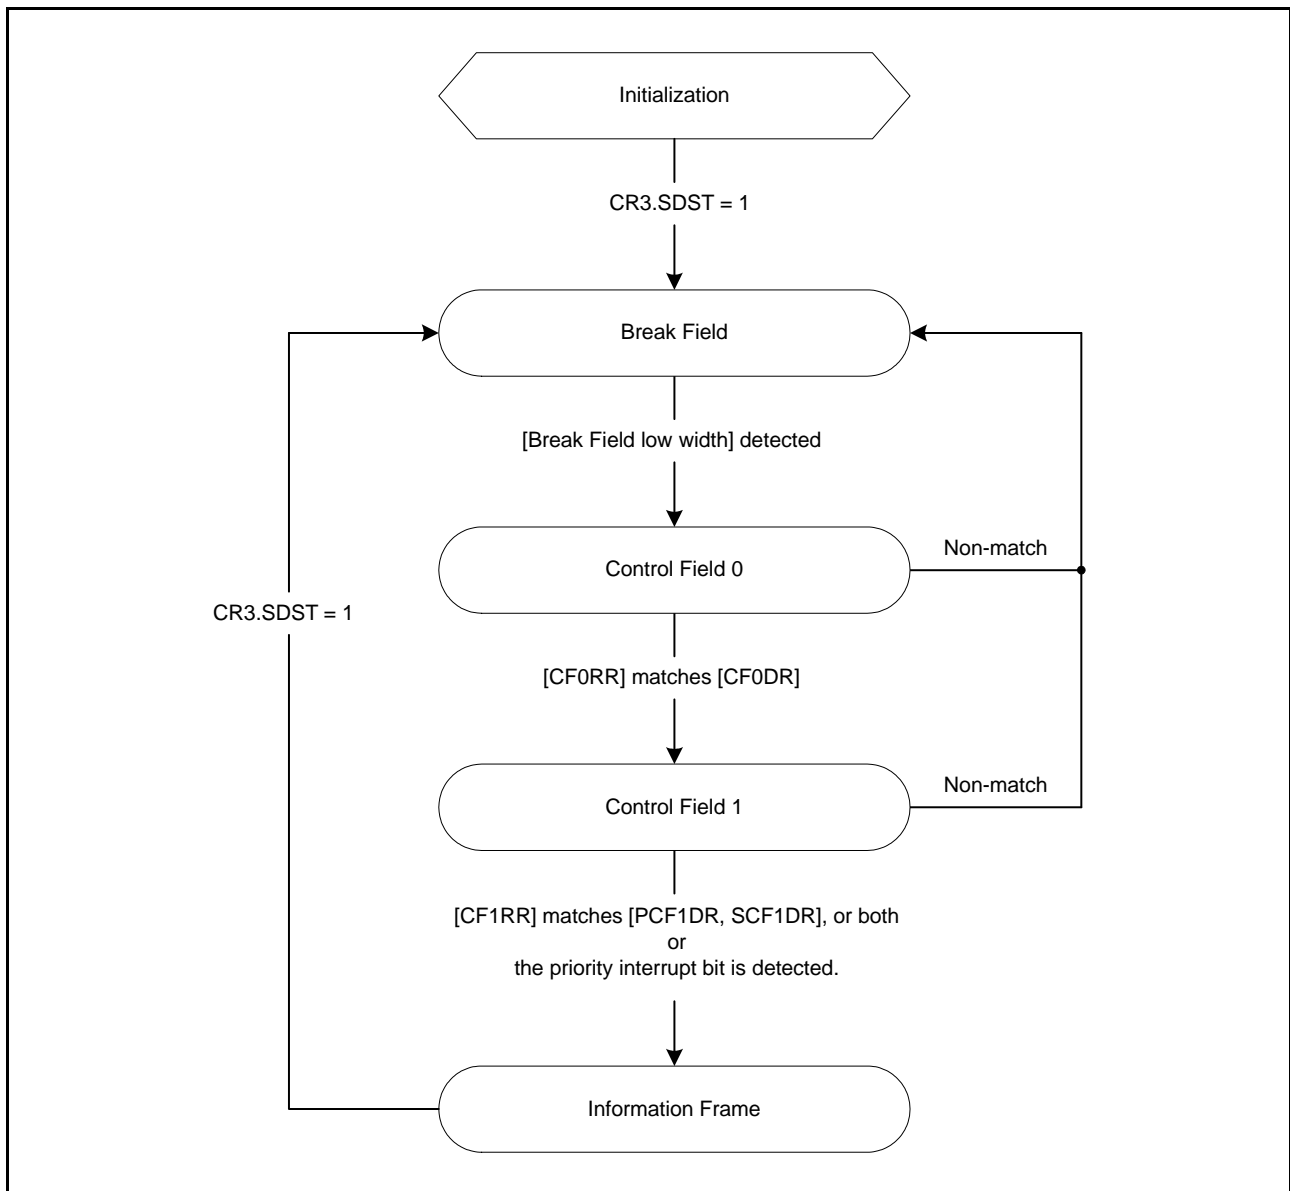 Initialization
CR3.SDST = 1
Break Field
[Break Field low width] detected
Control Field 0
Non-match
CR3.SDST = 1
[CF0RR] matches [CF0DR]
Control Field 1
Non-match
[CF1RR] matches [PCF1DR, SCF1DR], or both
or
the priority interrupt bit is detected.
Information Frame